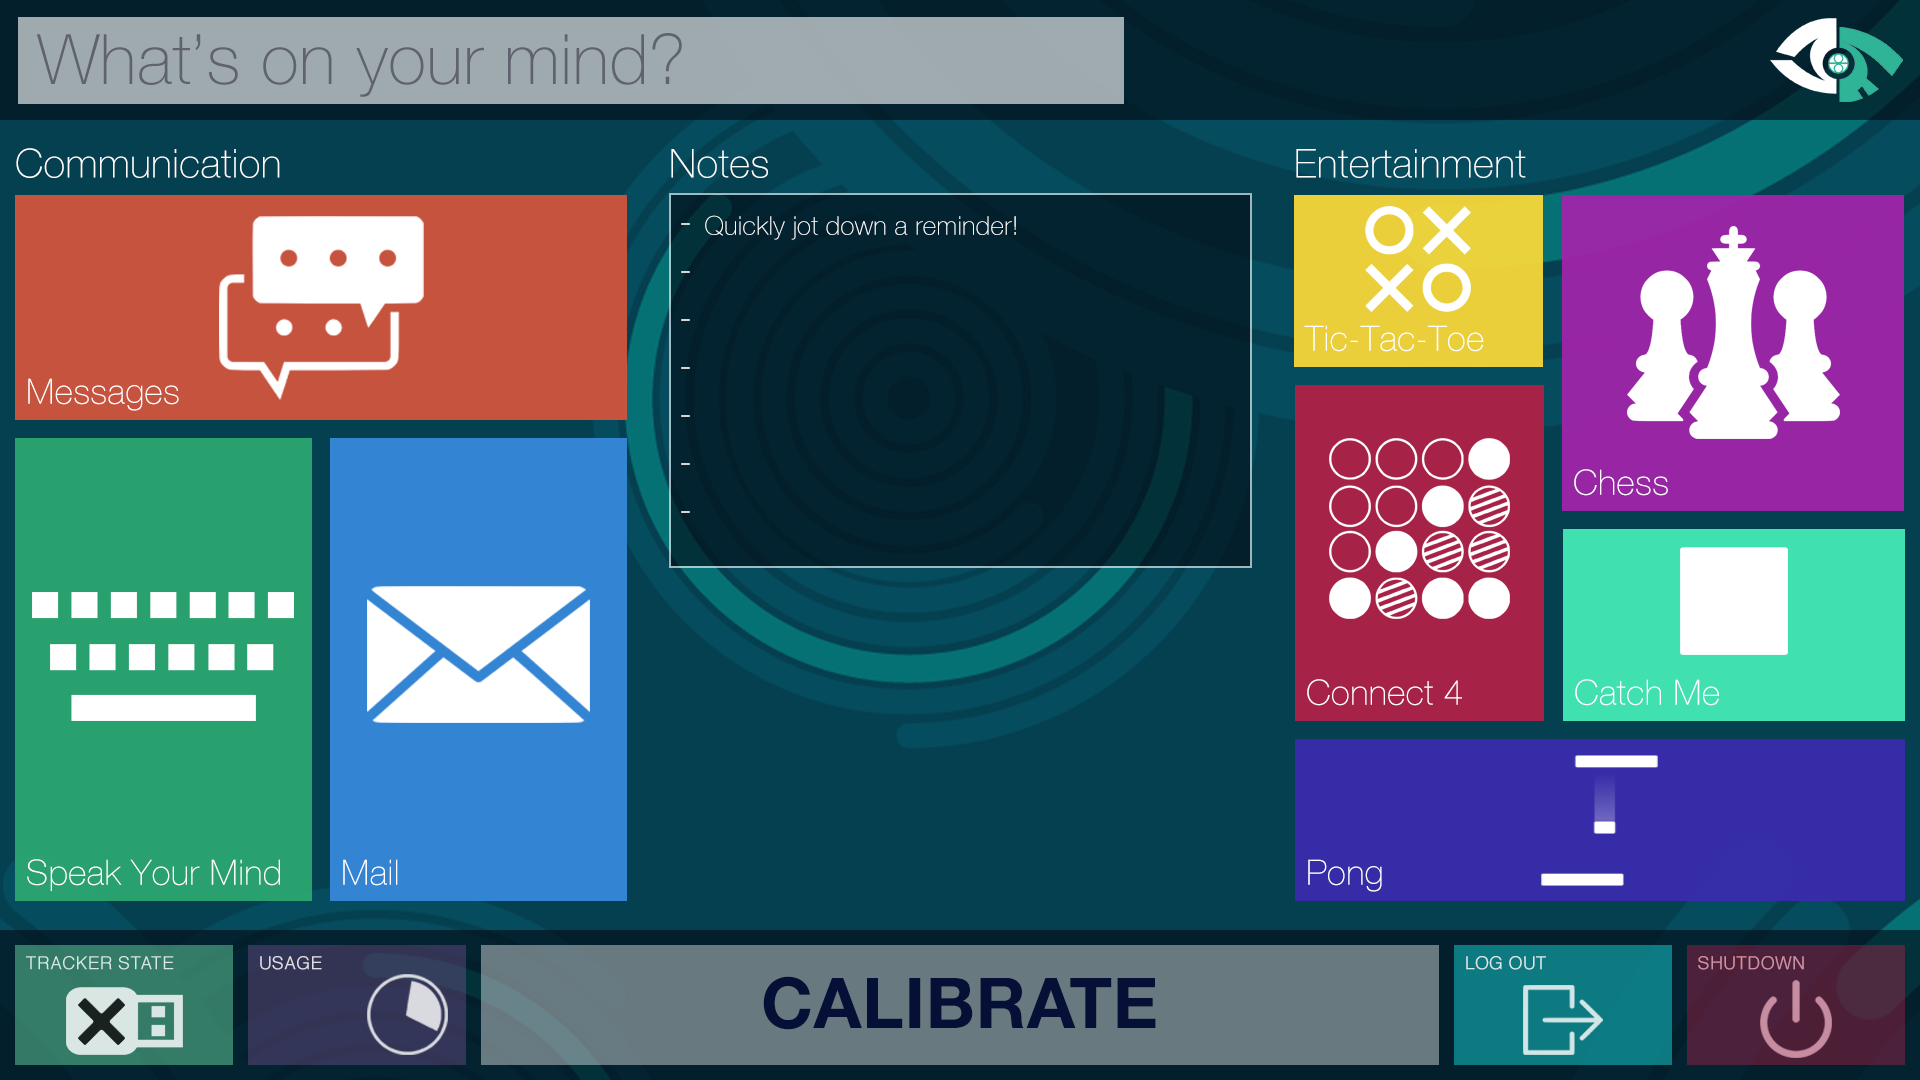 What's on your mind?
Communication
Messages
Speak Your Mind
Mail
Notes
- Quickly jot down a reminder!
-
-
-
-
-
-
Entertainment
Tic-Tac-Toe
Chess
Connect 4
Catch Me
Pong
TRACKER STATE
USAGE
CALIBRATE
LOG OUT
SHUTDOWN